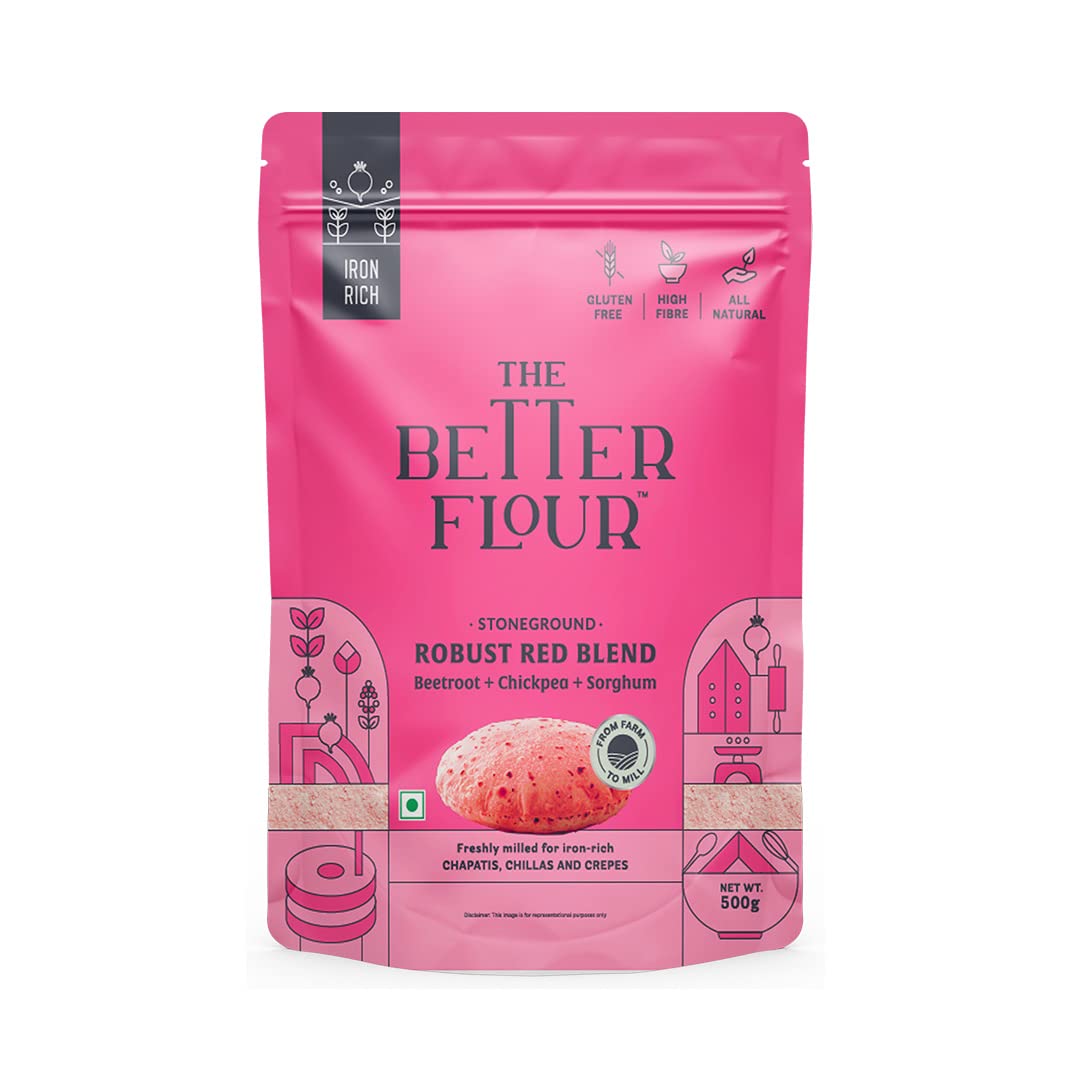 IRON
RICH
GLUTEN
FREE
HIGH
FIBRE
ALL
NATURAL
THE
BETTER
FLOUR™
· STONEGROUND ·
ROBUST RED BLEND
Beetroot + Chickpea + Sorghum
FROM FARM
TO MILL
Freshly milled for iron-rich
CHAPATIS, CHILLAS AND CREPES
NET WT.
500g
Disclaimer: This image is for representational purposes only